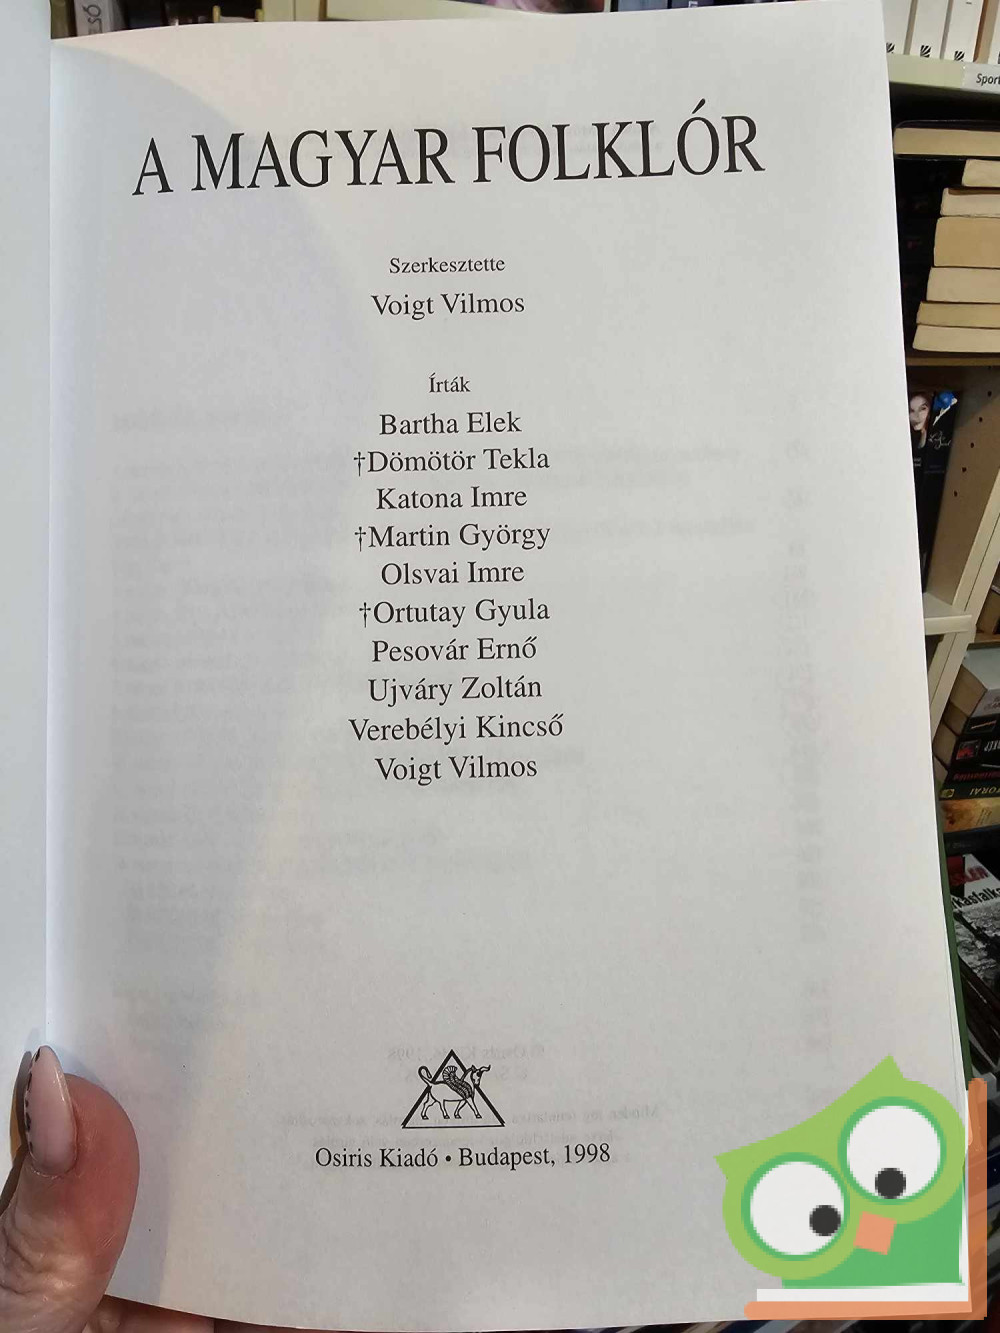 A MAGYAR FOLKLÓR
Szerkesztette
Voigt Vilmos
Írták
Bartha Elek
†Dömötör Tekla
Katona Imre
†Martin György
Olsvai Imre
†Ortutay Gyula
Pesovár Ernő
Ujváry Zoltán
Verebélyi Kincső
Voigt Vilmos
Osiris Kiadó • Budapest, 1998
Sport